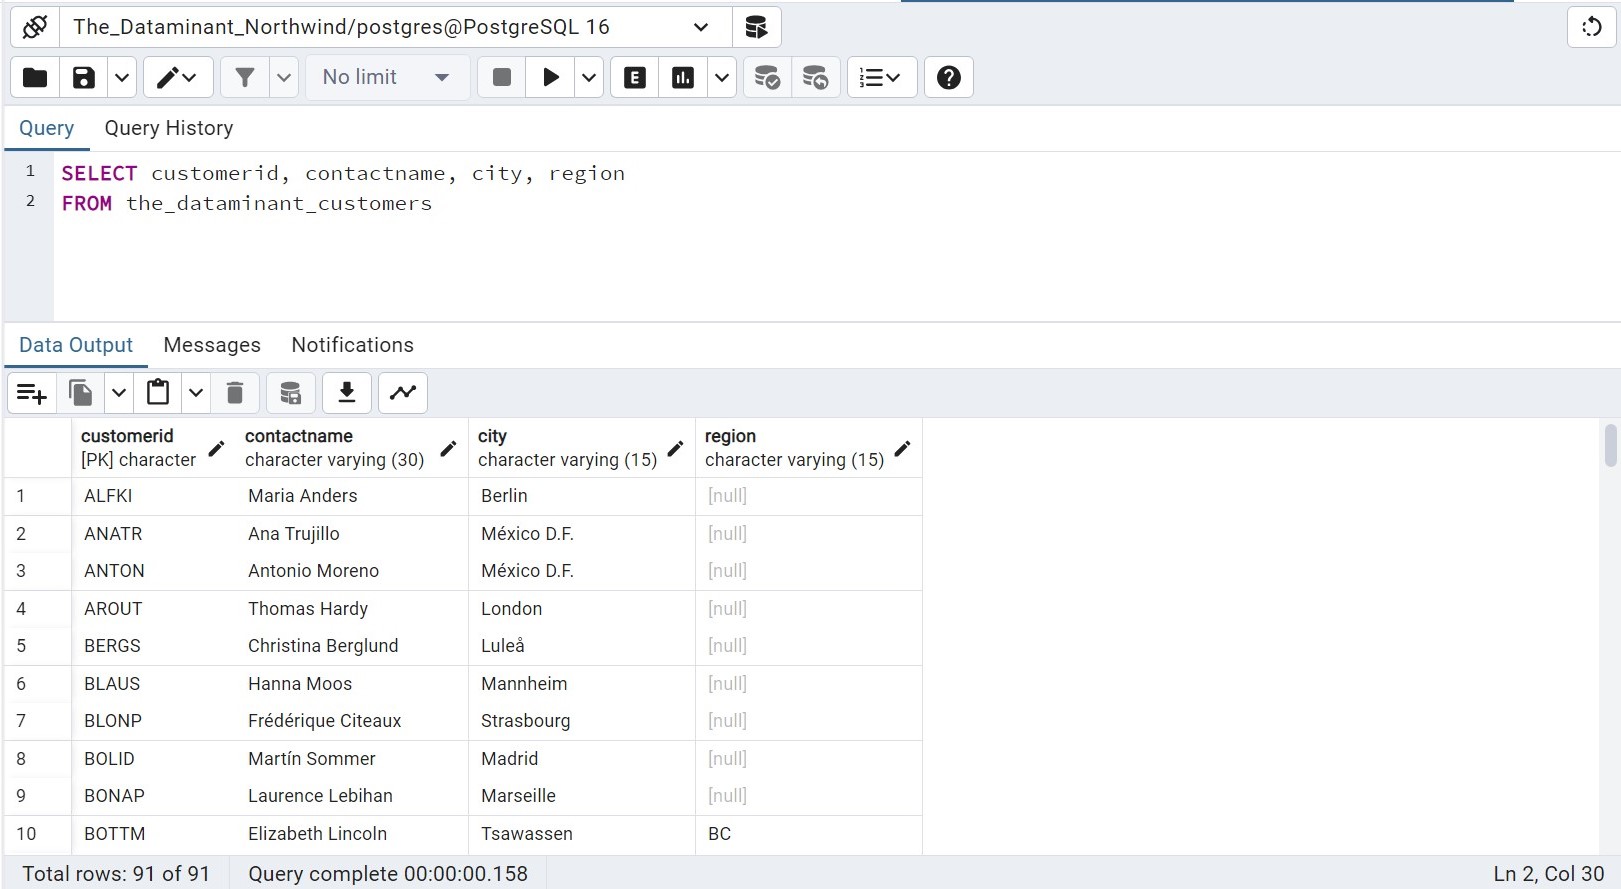 The_Dataminant_Northwind/postgres@PostgreSQL 16
No limit
E
Query Query History
1 SELECT customerid, contactname, city, region
2 FROM the_dataminant_customers
Data Output Messages Notifications
customerid contactname city region
[PK] character character varying (30) character varying (15) character varying (15)
1 ALFKI Maria Anders Berlin [null]
2 ANATR Ana Trujillo México D.F. [null]
3 ANTON Antonio Moreno México D.F. [null]
4 AROUT Thomas Hardy London [null]
5 BERGS Christina Berglund Luleå [null]
6 BLAUS Hanna Moos Mannheim [null]
7 BLONP Frédérique Citeaux Strasbourg [null]
8 BOLID Martín Sommer Madrid [null]
9 BONAP Laurence Lebihan Marseille [null]
10 BOTTM Elizabeth Lincoln Tsawassen BC
Total rows: 91 of 91 Query complete 00:00:00.158 Ln 2, Col 30